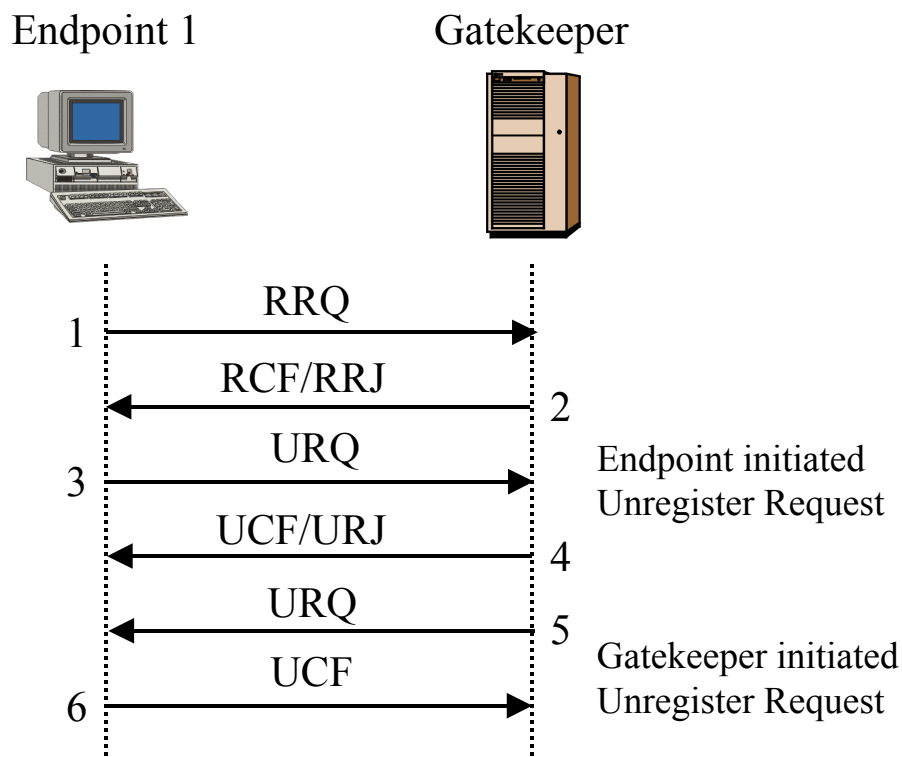 Endpoint 1
Gatekeeper
RRQ
1
RCF/RRJ
2
URQ
3
Endpoint initiated
Unregister Request
UCF/URJ
4
URQ
5
Gatekeeper initiated
Unregister Request
UCF
6